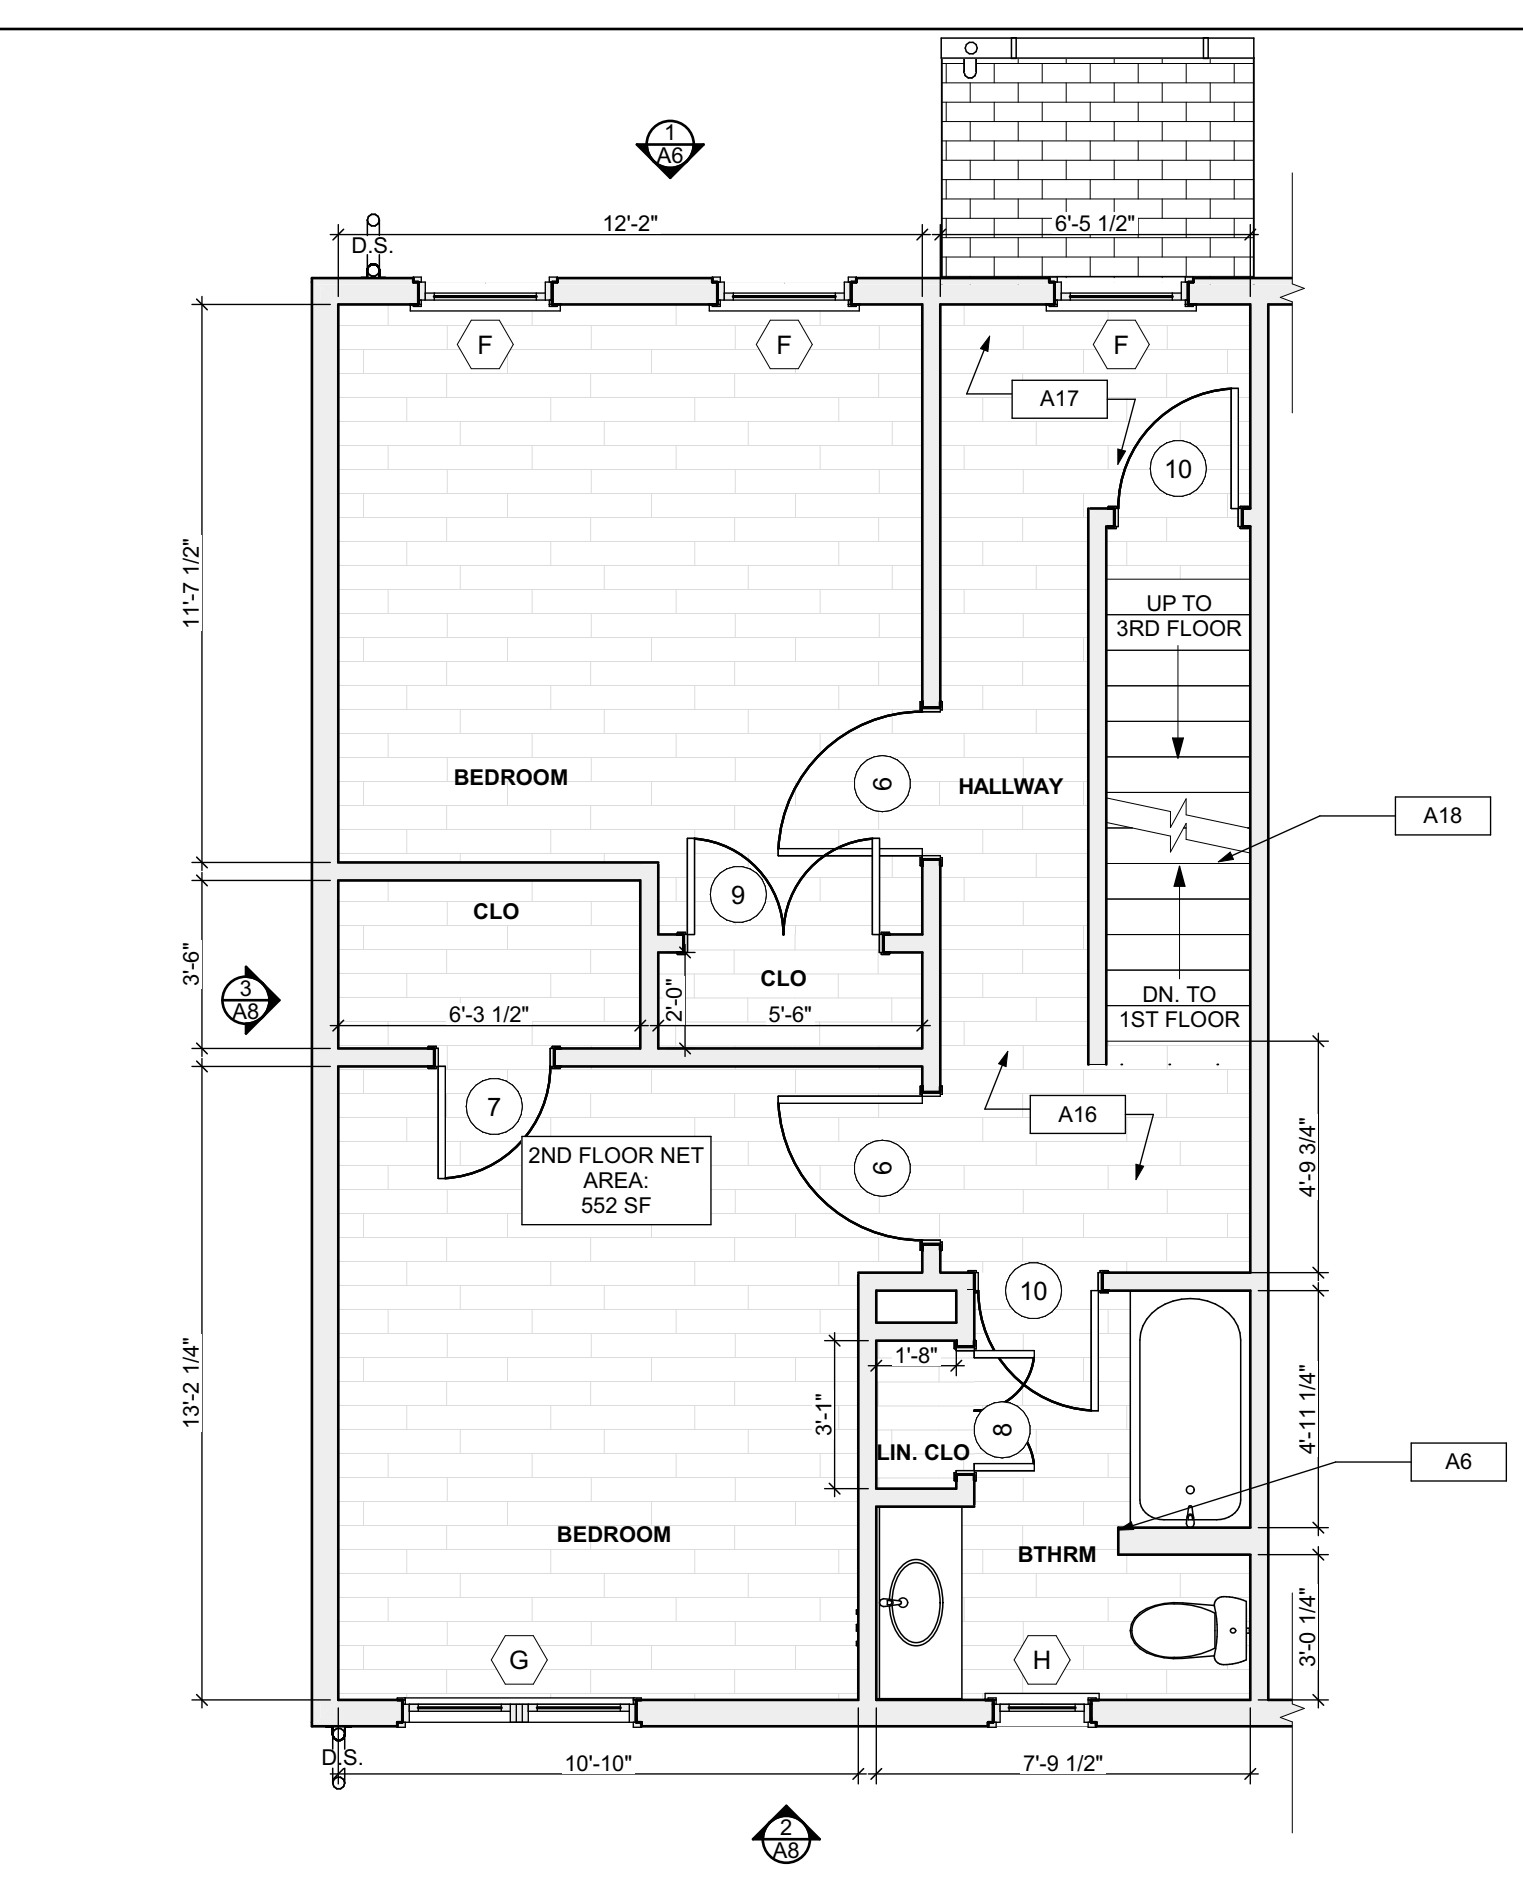 1
A6
12'-2"
6'-5 1/2"
D.S.
F
F
F
A17
10
11'-7 1/2"
UP TO
3RD FLOOR
BEDROOM
6
HALLWAY
A18
9
CLO
3'-6"
CLO
3
A8
DN. TO
1ST FLOOR
6'-3 1/2"
2'-0"
5'-6"
7
A16
2ND FLOOR NET
AREA:
552 SF
6
4'-9 3/4"
10
13'-2 1/4"
1'-8"
3'-1"
8
4'-11 1/4"
LIN. CLO
A6
BEDROOM
BTHRM
3'-0 1/4"
G
H
D.S.
10'-10"
7'-9 1/2"
2
A8